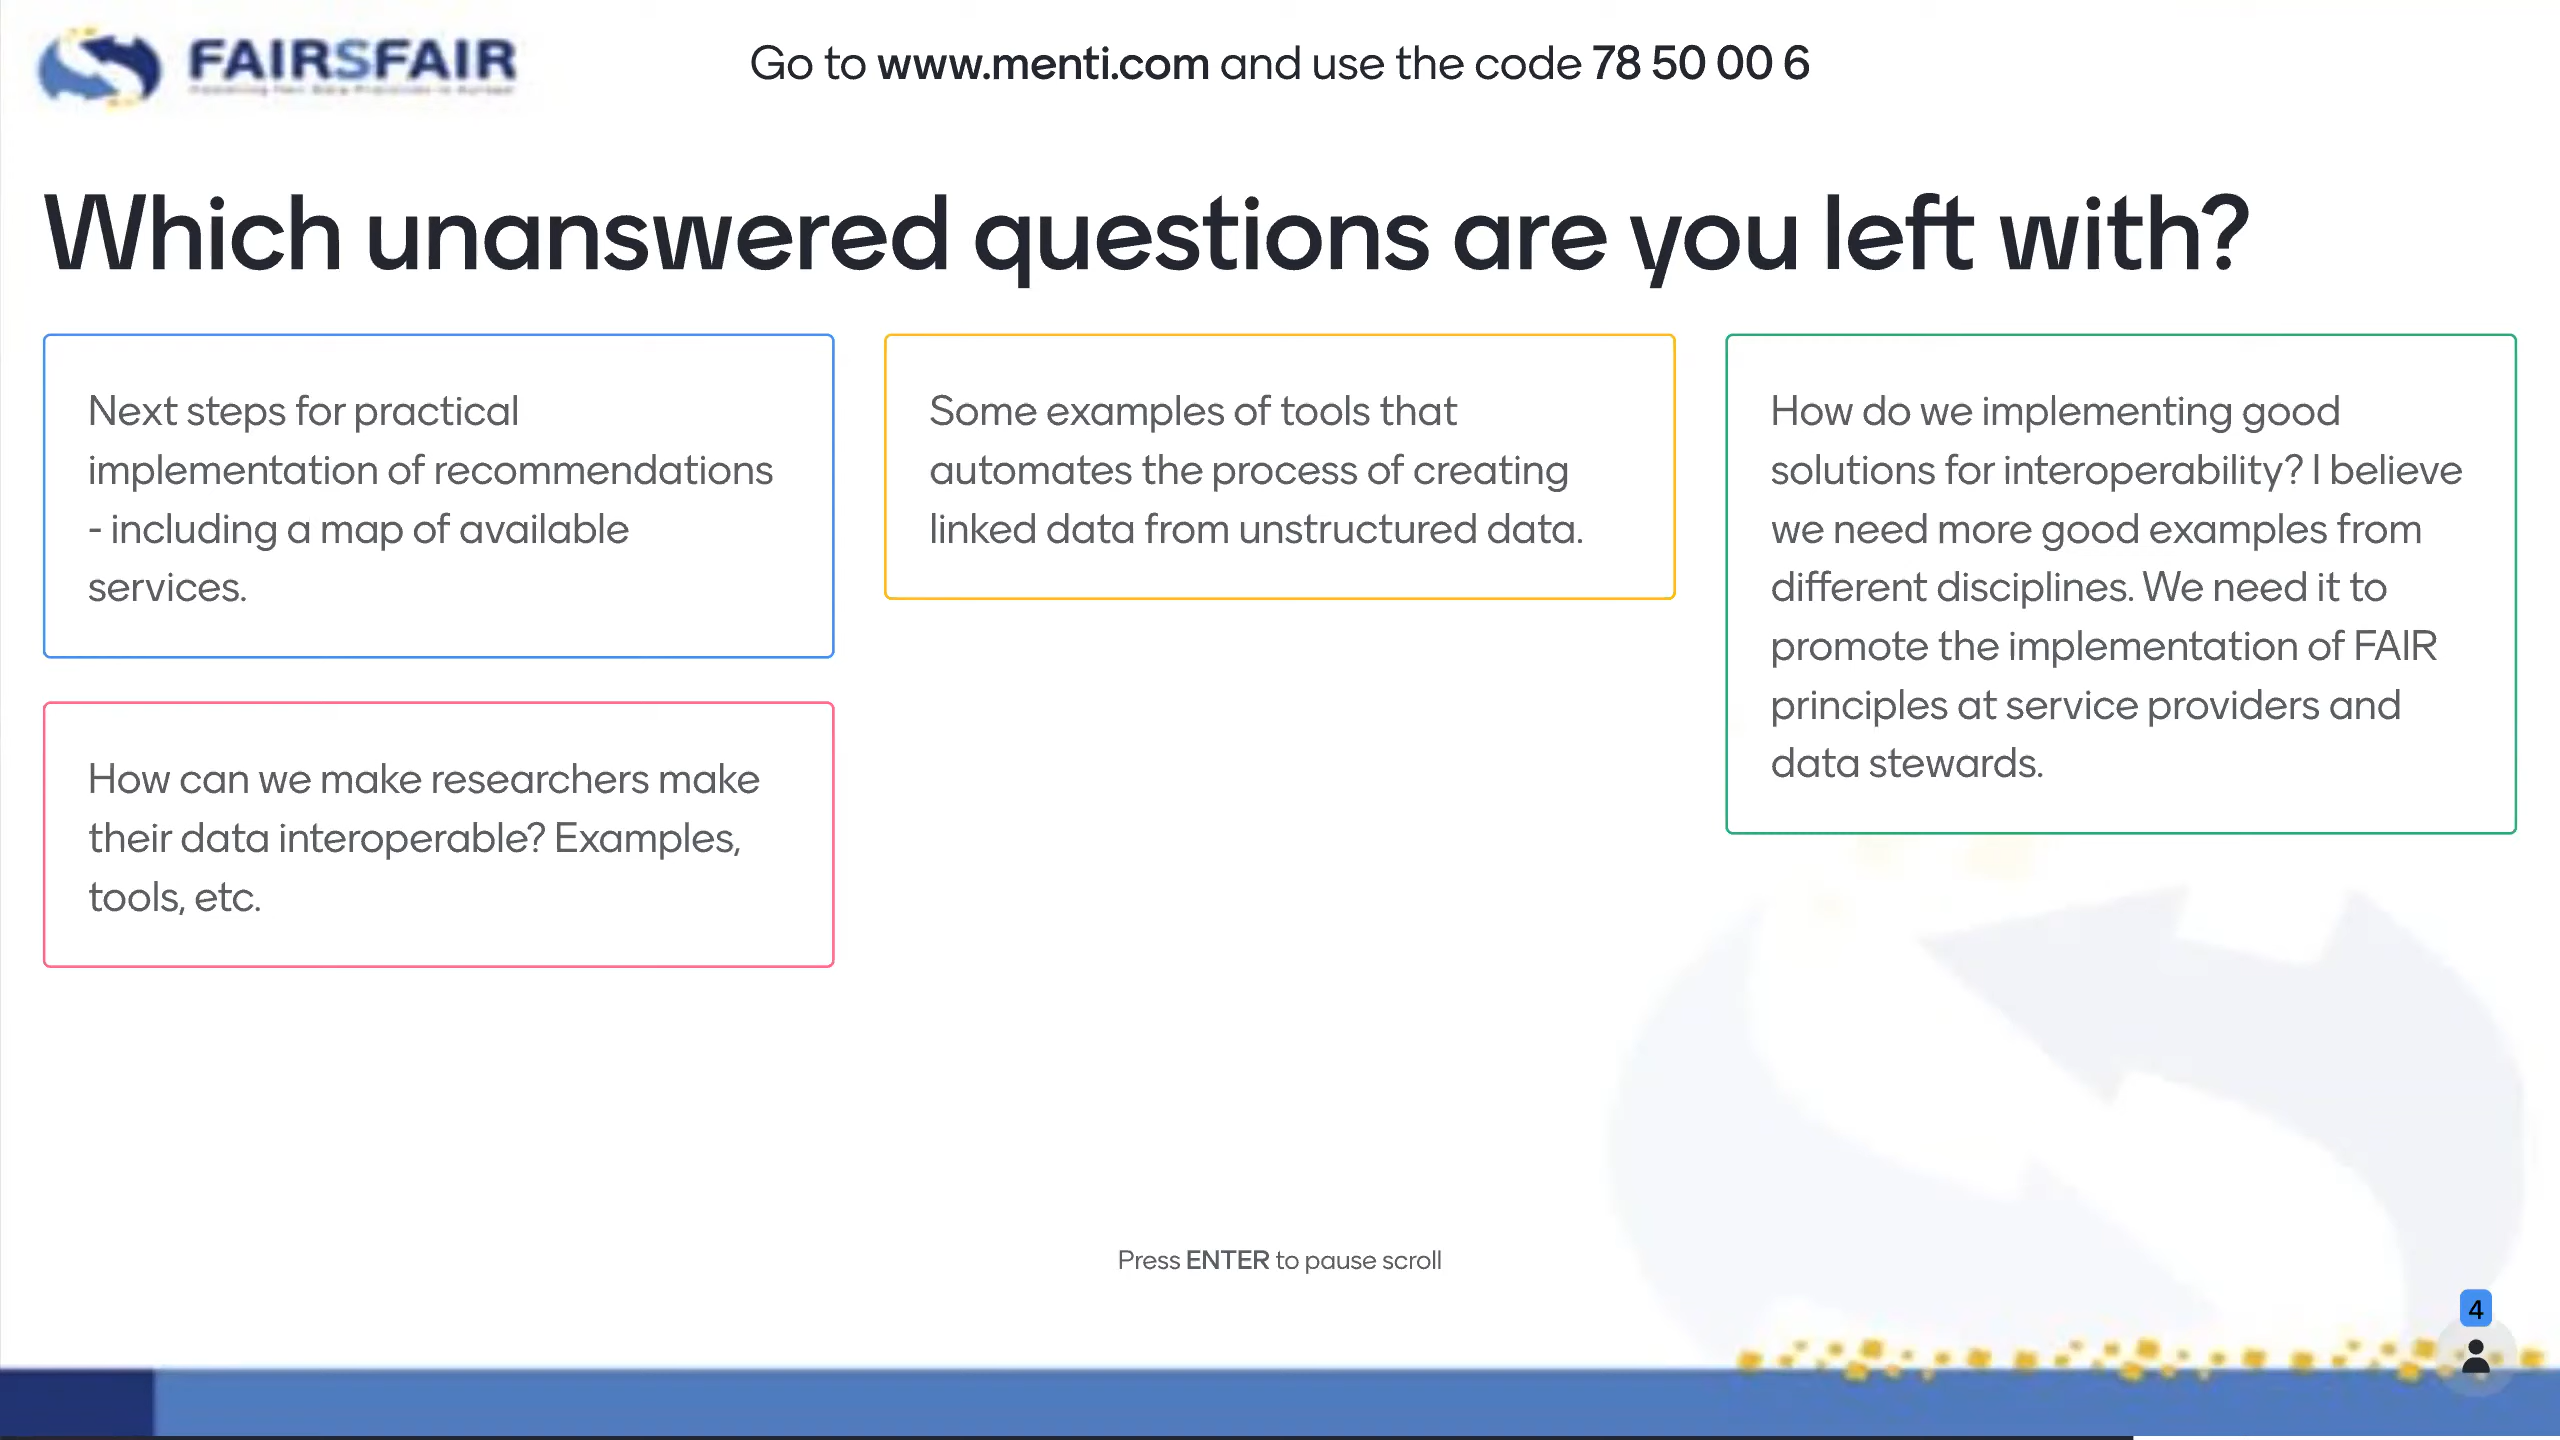 FAIRSFAIR
Go to www.menti.com and use the code 78 50 00 6
Which unanswered questions are you left with?
Next steps for practical
implementation of recommendations
- including a map of available
services.
How can we make researchers make
their data interoperable? Examples,
tools, etc.
Some examples of tools that
automates the process of creating
linked data from unstructured data.
How do we implementing good
solutions for interoperability? I believe
we need more good examples from
different disciplines. We need it to
promote the implementation of FAIR
principles at service providers and
data stewards.
Press ENTER to pause scroll
4